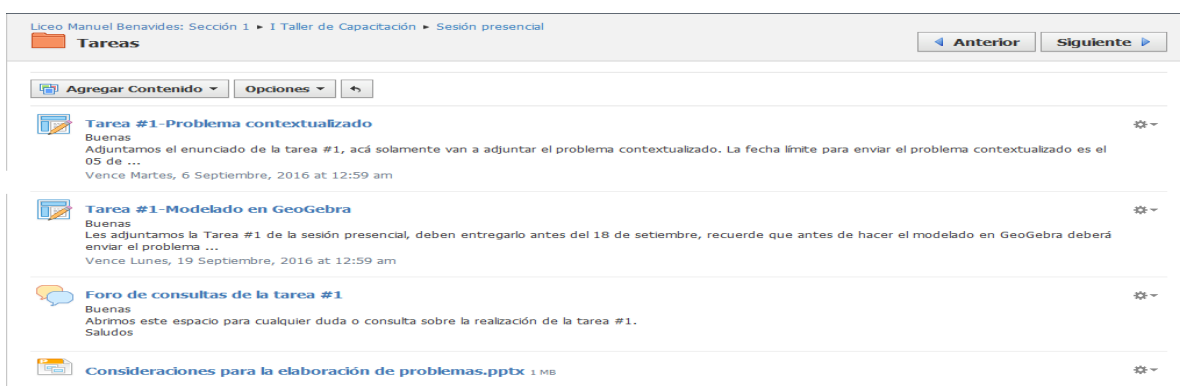 Liceo Manuel Benavides: Sección 1 ▸ I Taller de Capacitación ▸ Sesión presencial
Tareas
Anterior
Siguiente
Agregar Contenido
Opciones
Tarea #1-Problema contextualizado
Buenas
Adjuntamos el enunciado de la tarea #1, acá solamente van a adjuntar el problema contextualizado. La fecha límite para enviar el problema contextualizado es el
05 de ...
Vence Martes, 6 Septiembre, 2016 at 12:59 am
Tarea #1-Modelado en GeoGebra
Buenas
Les adjuntamos la Tarea #1 de la sesión presencial, deben entregarlo antes del 18 de setiembre, recuerde que antes de hacer el modelado en GeoGebra deberá
enviar el problema ...
Vence Lunes, 19 Septiembre, 2016 at 12:59 am
Foro de consultas de la tarea #1
Buenas
Abrimos este espacio para cualquier duda o consulta sobre la realización de la tarea #1.
Saludos
Consideraciones para la elaboración de problemas.pptx 1 MB